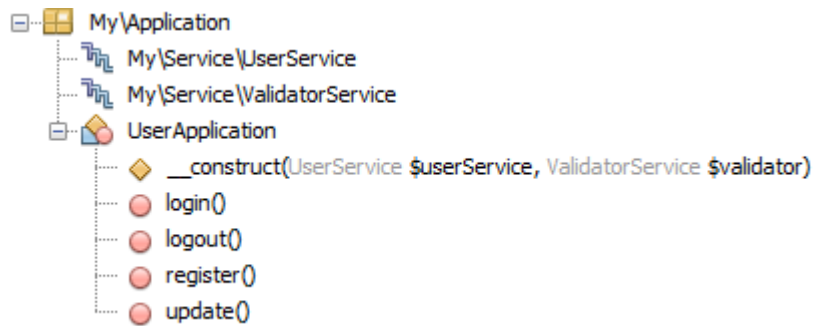 My\Application
My\Service\UserService
My\Service\ValidatorService
UserApplication
__construct(UserService $userService, ValidatorService $validator)
login()
logout()
register()
update()